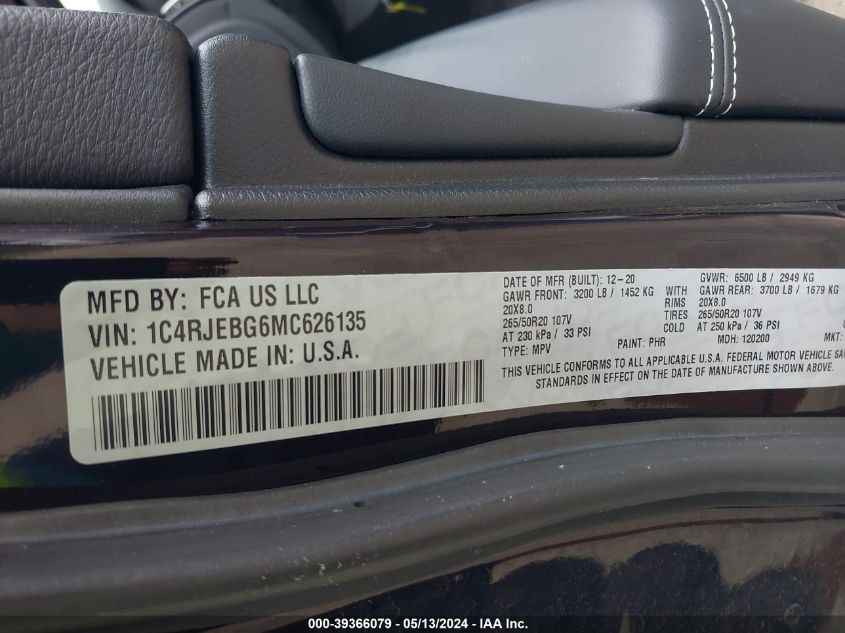 MFD BY: FCA US LLC
VIN: 1C4RJEBG6MC626135
VEHICLE MADE IN: U.S.A.
DATE OF MFR (BUILT): 12-20 GVWR: 6500 LB / 2949 KG
GAWR FRONT: 3200 LB / 1452 KG WITH GAWR REAR: 3700 LB / 1679 KG
20X8.0 RIMS 20X8.0
265/50R20 107V TIRES 265/50R20 107V
AT 230 kPa / 33 PSI COLD AT 250 kPa / 36 PSI
TYPE: MPV PAINT: PHR MDH: 120200 MKT:
THIS VEHICLE CONFORMS TO ALL APPLICABLE U.S.A. FEDERAL MOTOR VEHICLE
STANDARDS IN EFFECT ON THE DATE OF MANUFACTURE SHOWN ABOVE.
000-39366079 - 05/13/2024 - IAA Inc.